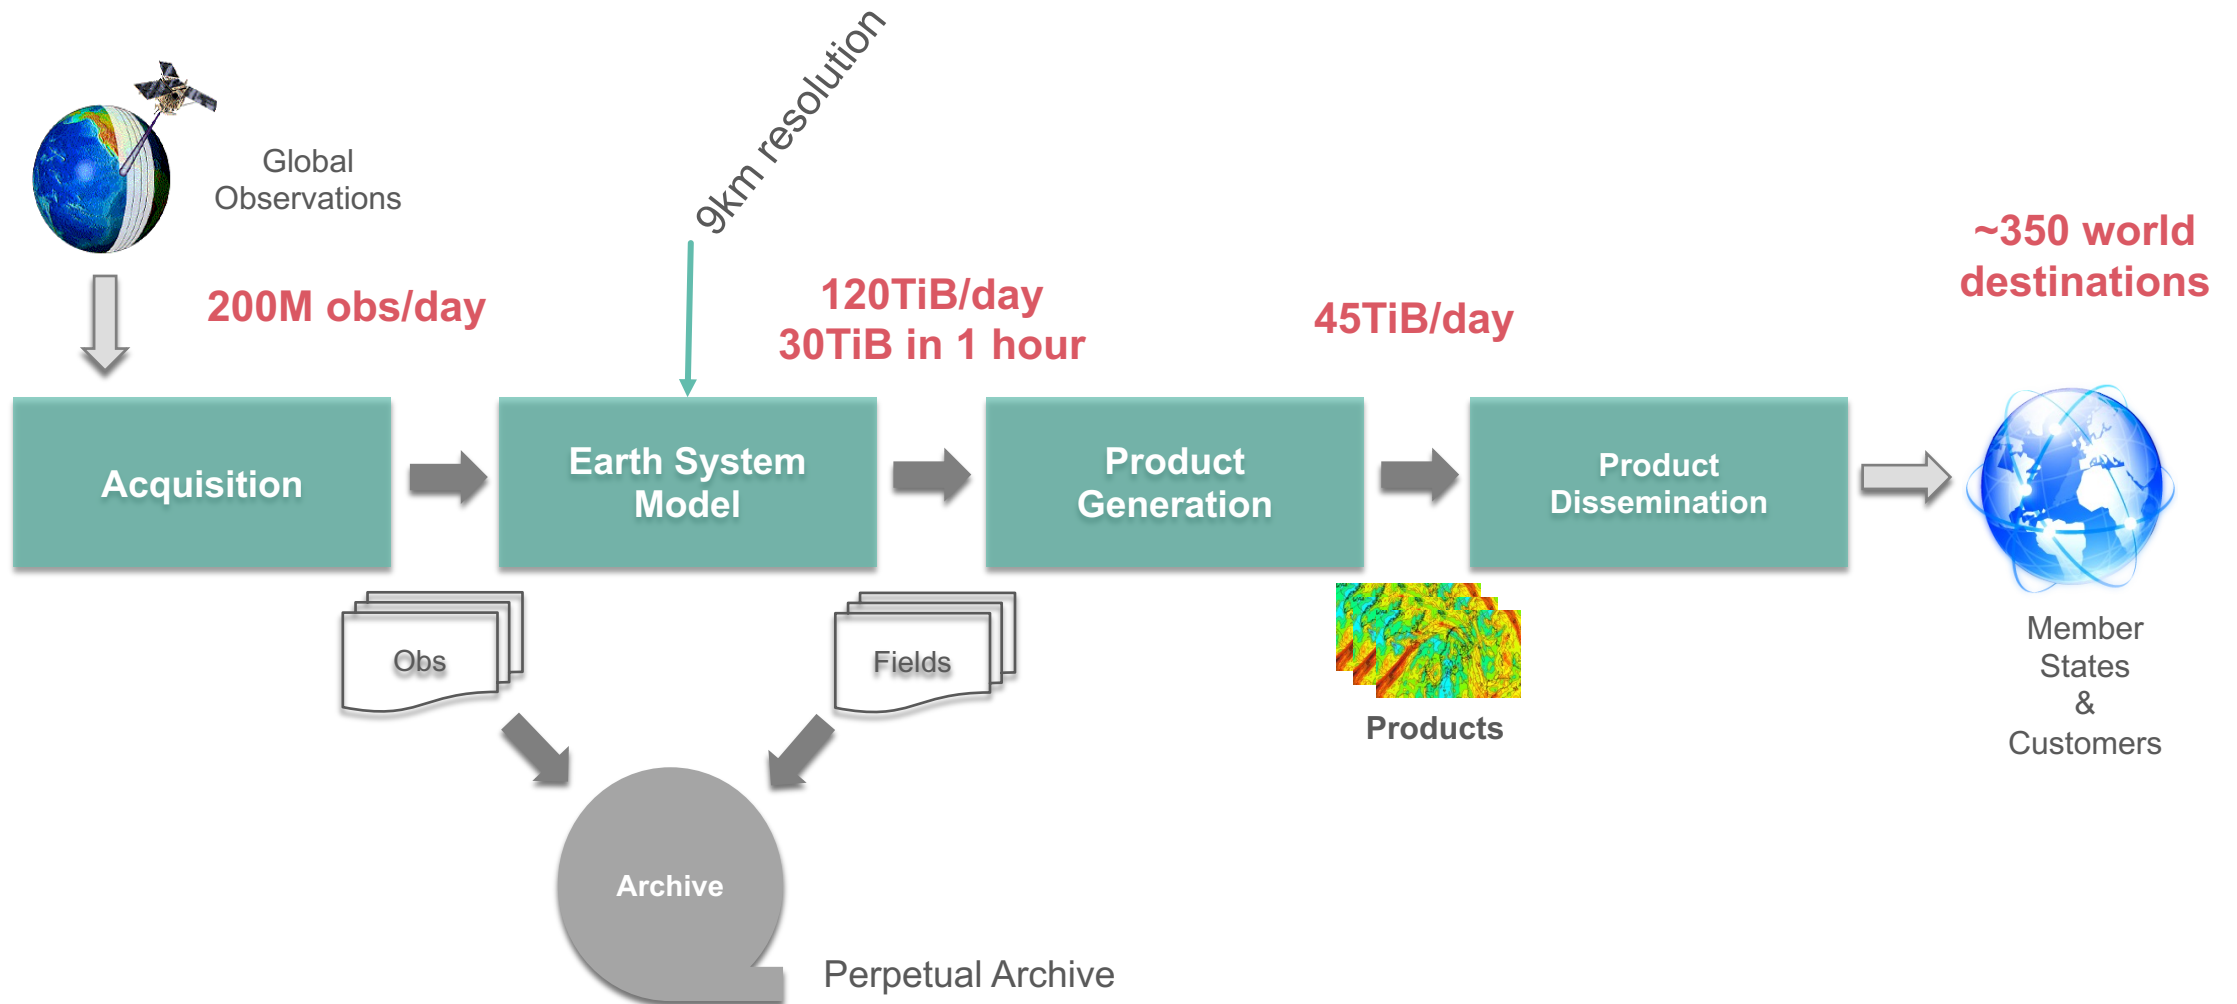 9km resolution
Global
Observations
200M obs/day
120TiB/day
30TiB in 1 hour
45TiB/day
~350 world
destinations
Acquisition
Earth System
Model
Product
Generation
Product
Dissemination
Obs
Fields
Products
Member
States
&
Customers
Archive
Perpetual Archive